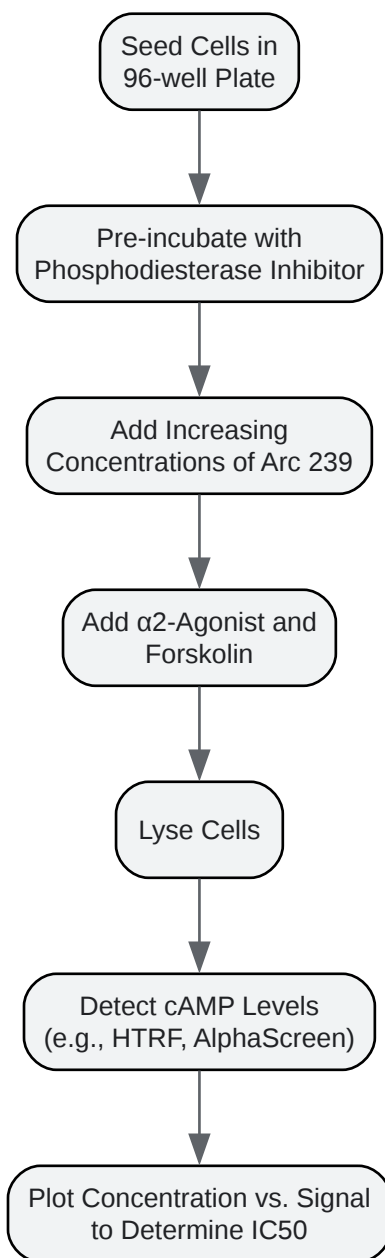 Seed Cells in
96-well Plate
Pre-incubate with
Phosphodiesterase Inhibitor
Add Increasing
Concentrations of Arc 239
Add α2-Agonist and
Forskolin
Lyse Cells
Detect cAMP Levels
(e.g., HTRF, AlphaScreen)
Plot Concentration vs. Signal
to Determine IC50